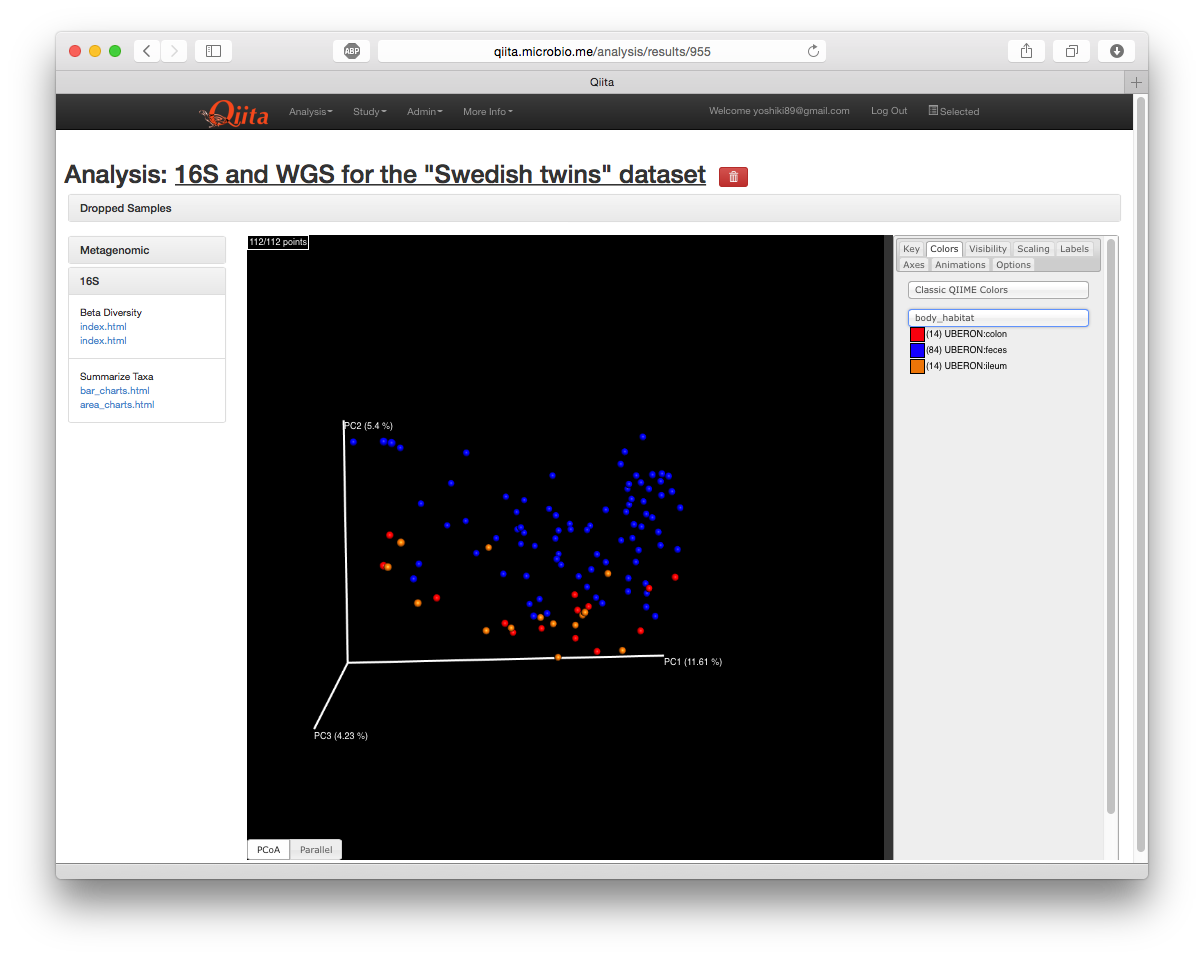 ABP
qiita.microbio.me/analysis/results/955
Qiita
Qiita Analysis Study Admin More Info Welcome yoshiki89@gmail.com Log Out Selected
Analysis: 16S and WGS for the "Swedish twins" dataset
Dropped Samples
Metagenomic
16S
Beta Diversity
index.html
index.html
Summarize Taxa
bar_charts.html
area_charts.html
112/112 points
PC2 (5.4 %)
PC1 (11.61 %)
PC3 (4.23 %)
PCoA Parallel
Key Colors Visibility Scaling Labels
Axes Animations Options
Classic QIIME Colors
body_habitat
(14) UBERON:colon
(84) UBERON:feces
(14) UBERON:ileum